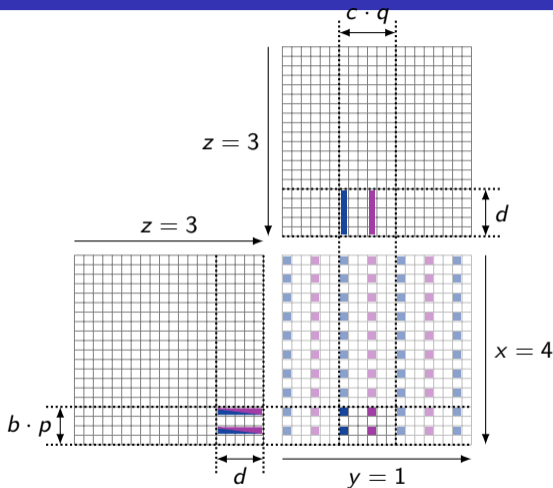 c · q
z = 3
d
z = 3
x = 4
b · p
d
y = 1